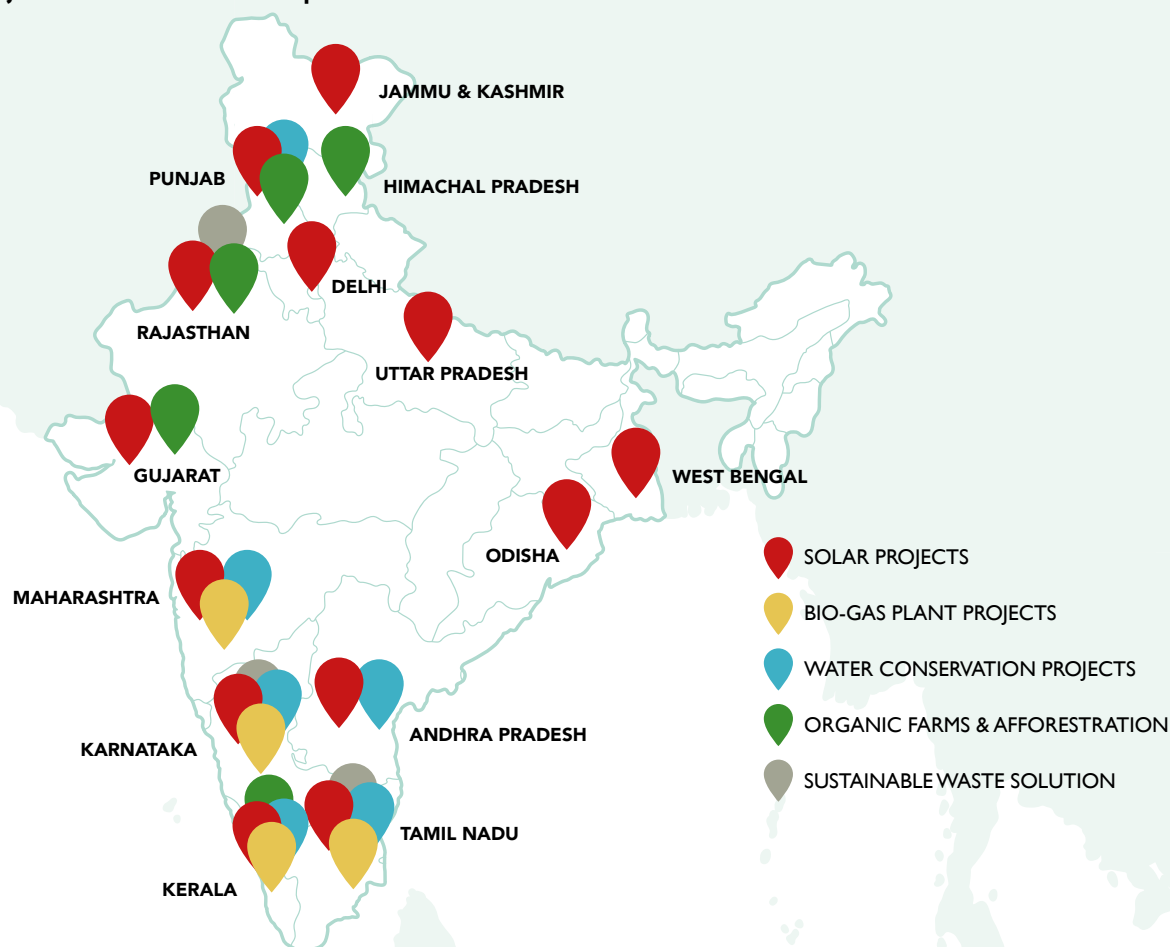 JAMMU & KASHMIR
PUNJAB
HIMACHAL PRADESH
DELHI
RAJASTHAN
UTTAR PRADESH
GUJARAT
WEST BENGAL
ODISHA
MAHARASHTRA
KARNATAKA
ANDHRA PRADESH
TAMIL NADU
KERALA
SOLAR PROJECTS
BIO-GAS PLANT PROJECTS
WATER CONSERVATION PROJECTS
ORGANIC FARMS & AFFORESTRATION
SUSTAINABLE WASTE SOLUTION